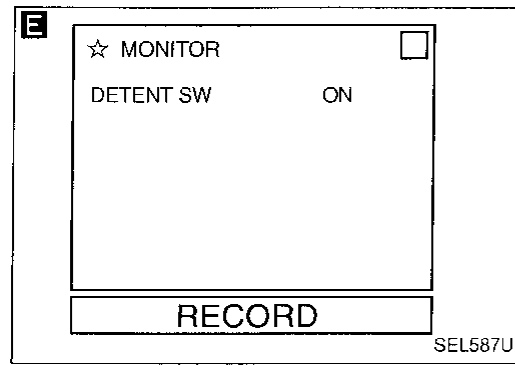 E
☆ MONITOR
DETENT SW ON
RECORD
SEL587U